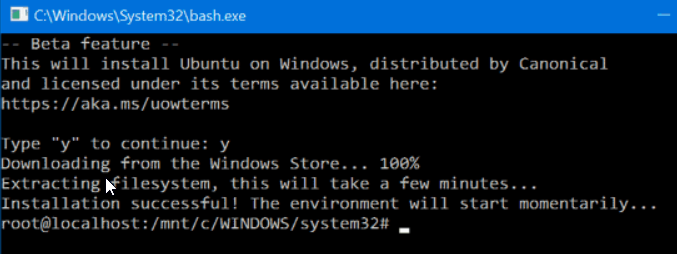 C:\Windows\System32\bash.exe
-- Beta feature --
This will install Ubuntu on Windows, distributed by Canonical
and licensed under its terms available here:
https://aka.ms/uowterms
Type "y" to continue: y
Downloading from the Windows Store... 100%
Extracting filesystem, this will take a few minutes...
Installation successful! The environment will start momentarily...
root@localhost:/mnt/c/WINDOWS/system32#